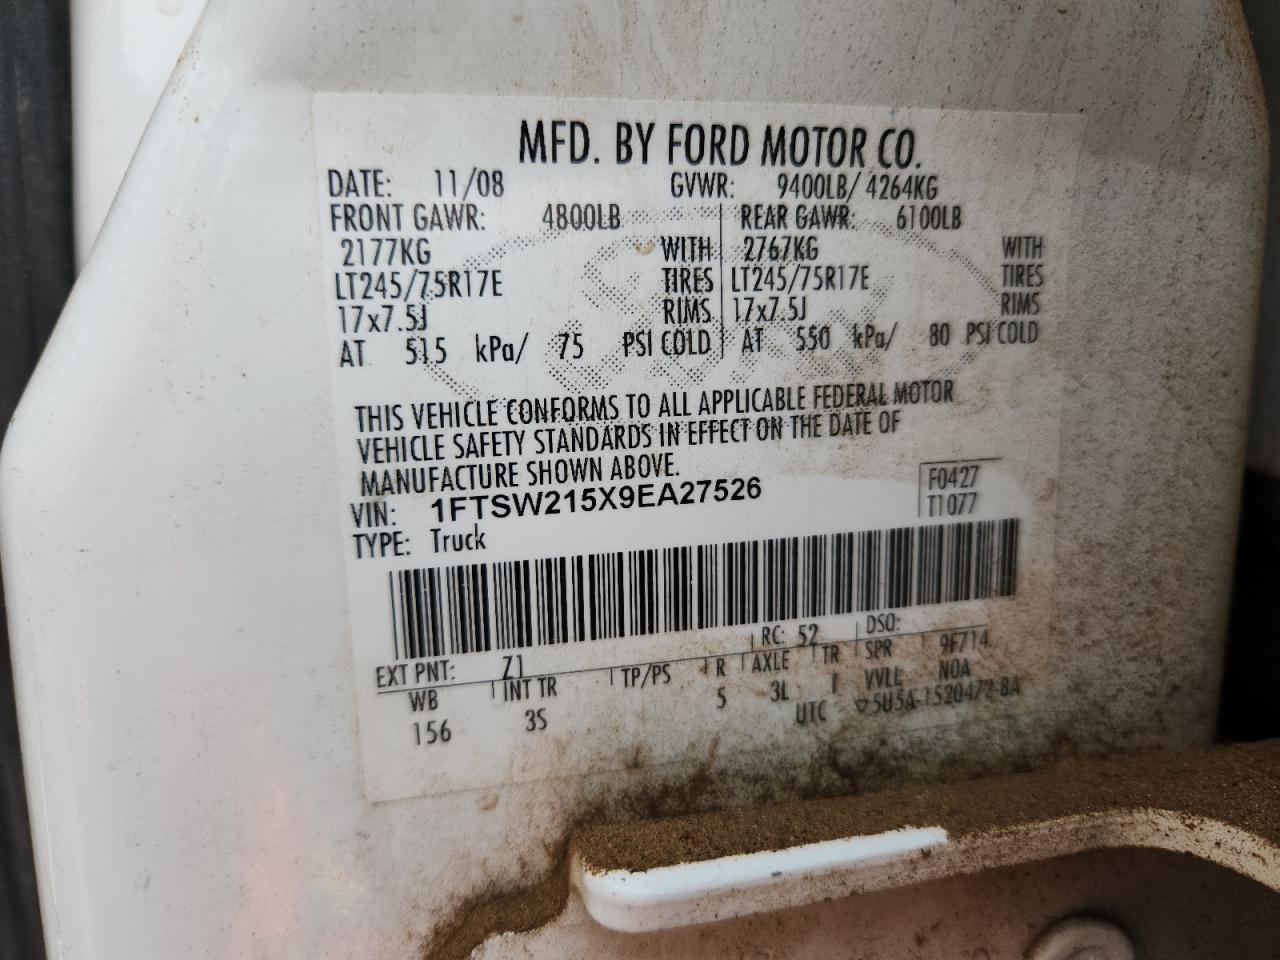 MFD. BY FORD MOTOR CO.
DATE: 11/08 GVWR: 9400LB/ 4264KG
FRONT GAWR: 4800LB REAR GAWR: 6100LB
2177KG WITH 2767KG WITH
LT245/75R17E TIRES LT245/75R17E TIRES
17x7.5J RIMS 17x7.5J RIMS
AT 515 kPa/ 75 PSI COLD AT 550 kPa/ 80 PSI COLD
THIS VEHICLE CONFORMS TO ALL APPLICABLE FEDERAL MOTOR
VEHICLE SAFETY STANDARDS IN EFFECT ON THE DATE OF
MANUFACTURE SHOWN ABOVE.
VIN: 1FTSW215X9EA27526
F0427
T1077
TYPE: Truck
EXT PNT: Z1 RC: 52 DSO:
WB INT TR TP/PS R AXLE TR SPR 9F714
156 3S 5 3L VVLL NOA
UTC ▽5U5A-1520472-BA